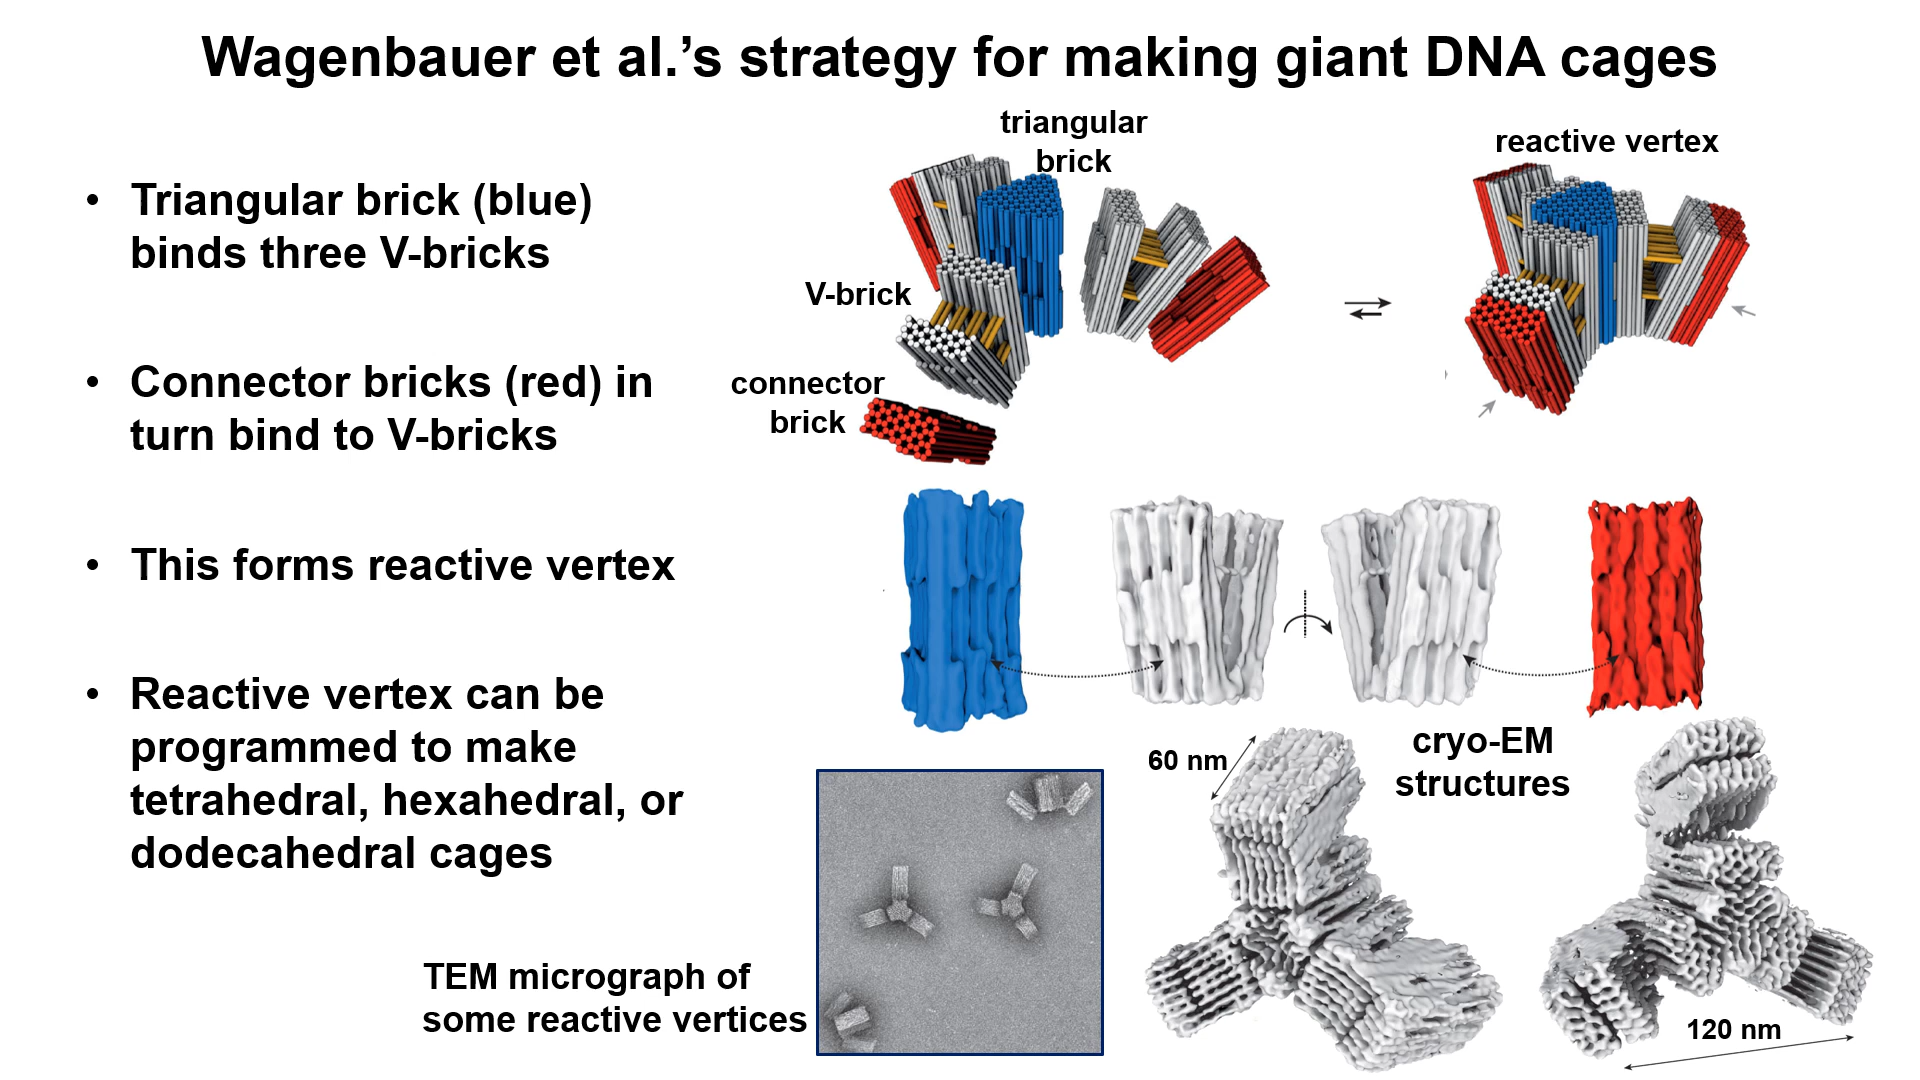 Wagenbauer et al.’s strategy for making giant DNA cages
• Triangular brick (blue)
binds three V-bricks
• Connector bricks (red) in
turn bind to V-bricks
• This forms reactive vertex
• Reactive vertex can be
programmed to make
tetrahedral, hexahedral, or
dodecahedral cages
triangular
brick
reactive vertex
V-brick
connector
brick
60 nm
cryo-EM
structures
TEM micrograph of
some reactive vertices
120 nm